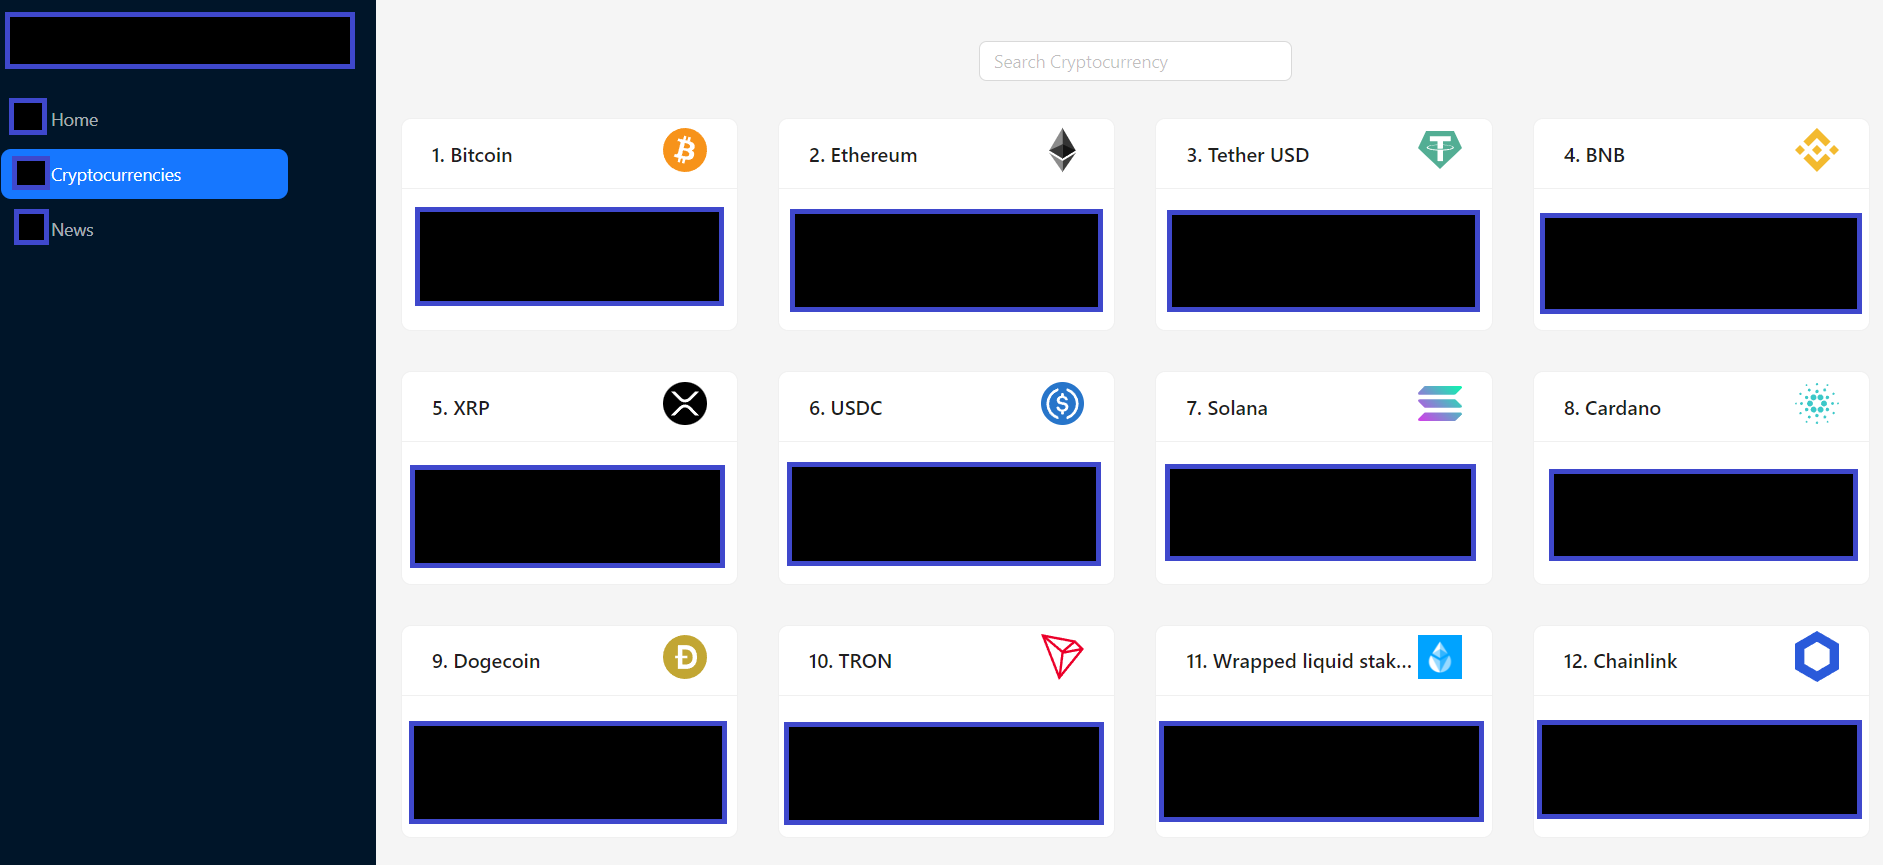 Home
Cryptocurrencies
News
Search Cryptocurrency
1. Bitcoin
2. Ethereum
3. Tether USD
4. BNB
5. XRP
6. USDC
7. Solana
8. Cardano
9. Dogecoin
10. TRON
11. Wrapped liquid stak...
12. Chainlink